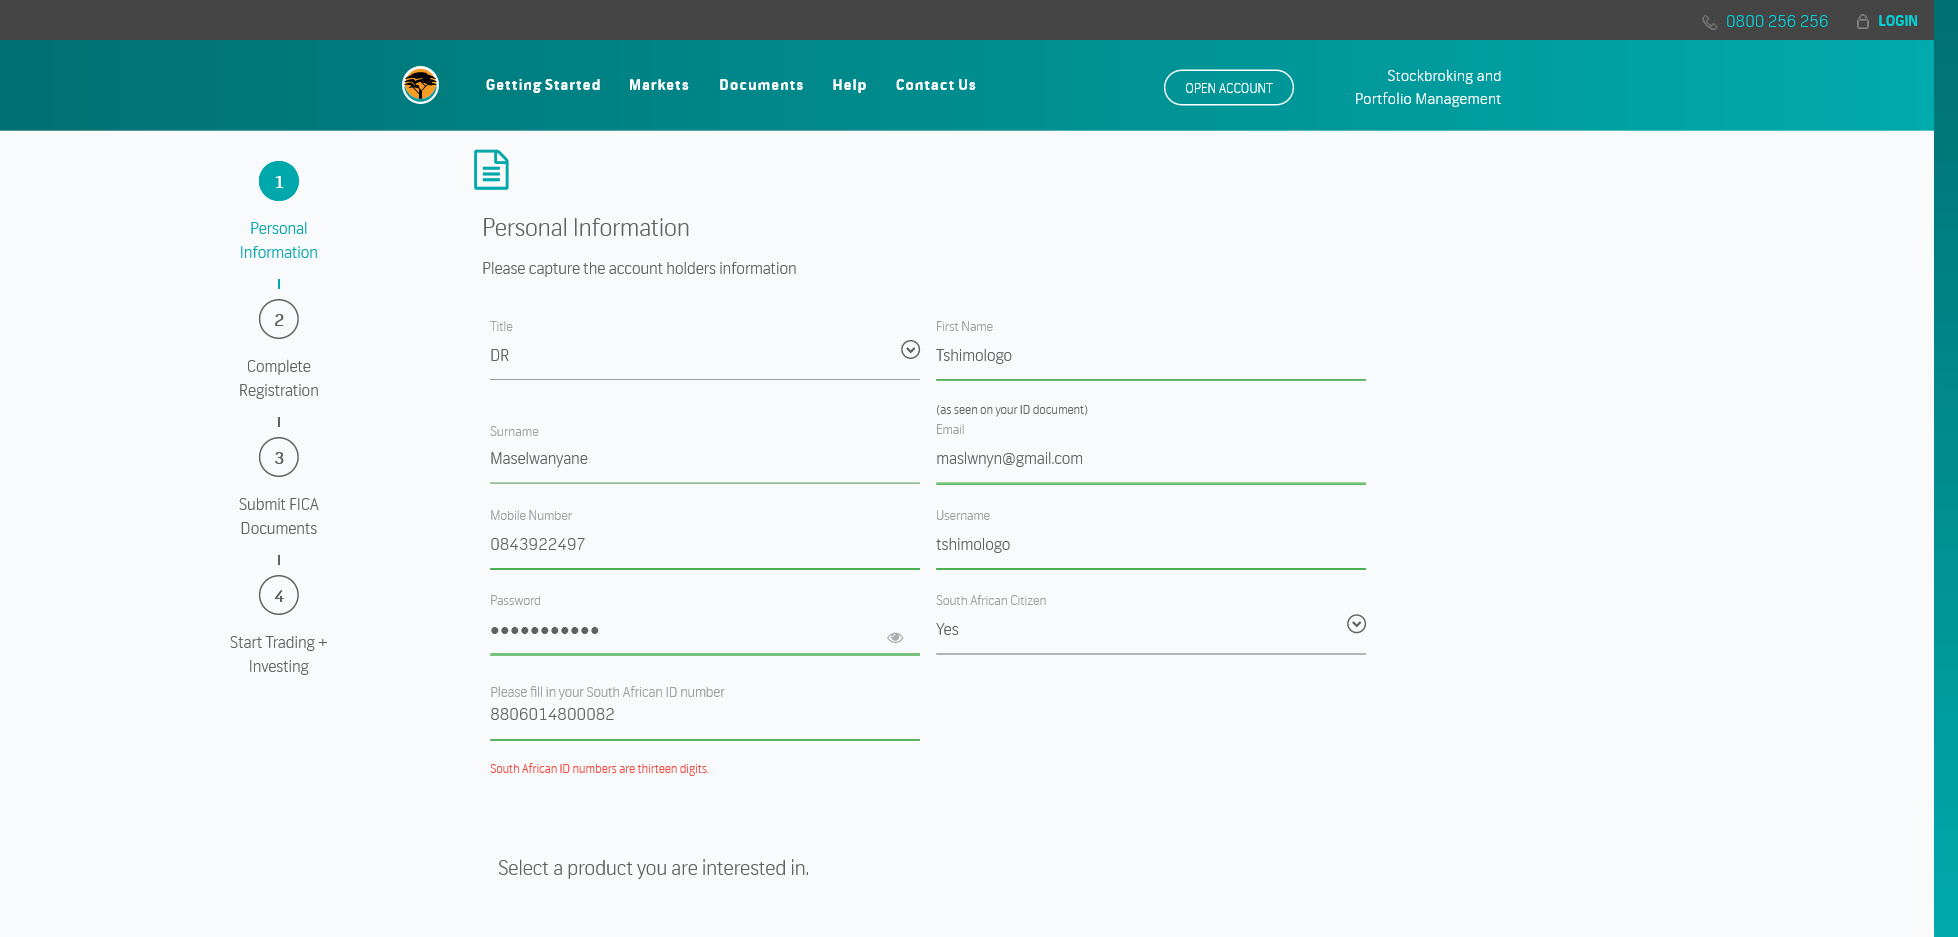 0800 256 256
LOGIN
Getting Started
Markets
Documents
Help
Contact Us
OPEN ACCOUNT
Stockbroking and
Portfolio Management
1
Personal
Information
2
Complete
Registration
3
Submit FICA
Documents
4
Start Trading +
Investing
Personal Information
Please capture the account holders information
Title
DR
First Name
Tshimologo
(as seen on your ID document)
Surname
Maselwanyane
Email
maslwnyn@gmail.com
Mobile Number
0843922497
Username
tshimologo
Password
•••••••••••
South African Citizen
Yes
Please fill in your South African ID number
8806014800082
South African ID numbers are thirteen digits.
Select a product you are interested in.